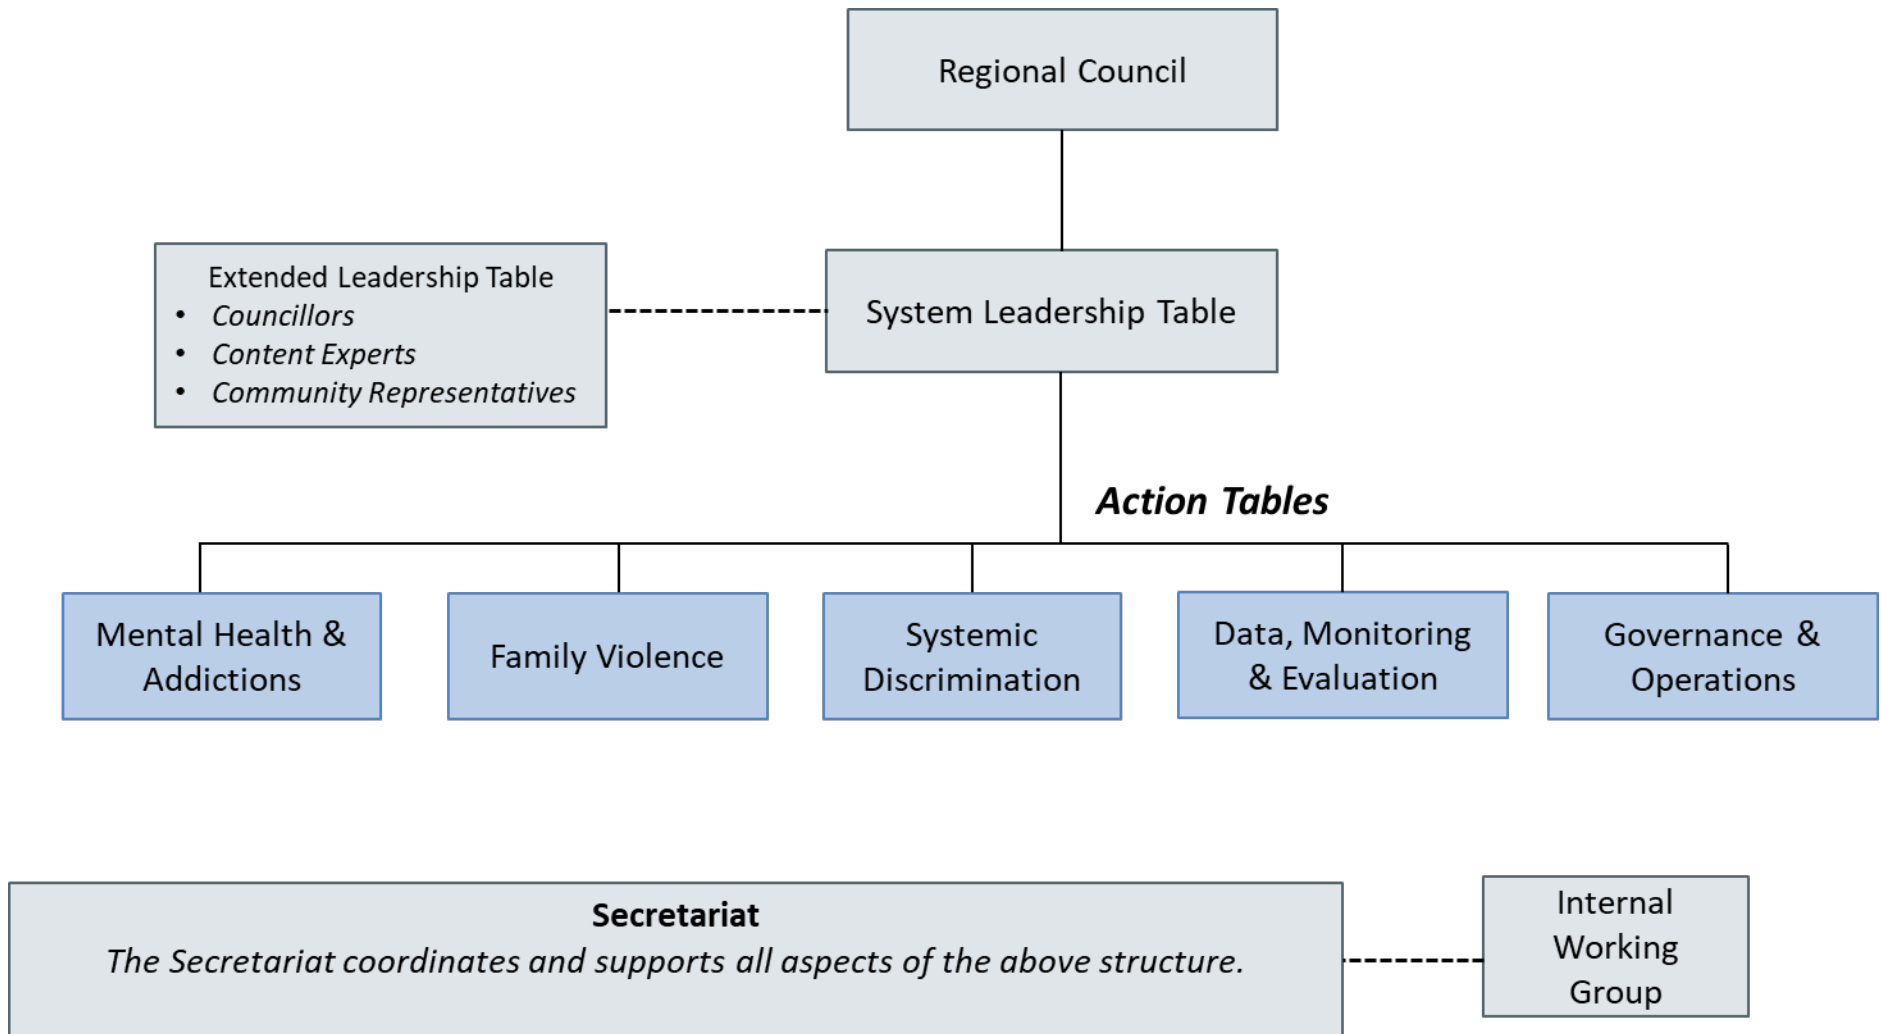 Regional Council
Extended Leadership Table
• Councillors
• Content Experts
• Community Representatives
System Leadership Table
Action Tables
Mental Health &
Addictions
Family Violence
Systemic
Discrimination
Data, Monitoring
& Evaluation
Governance &
Operations
Secretariat
The Secretariat coordinates and supports all aspects of the above structure.
Internal
Working
Group